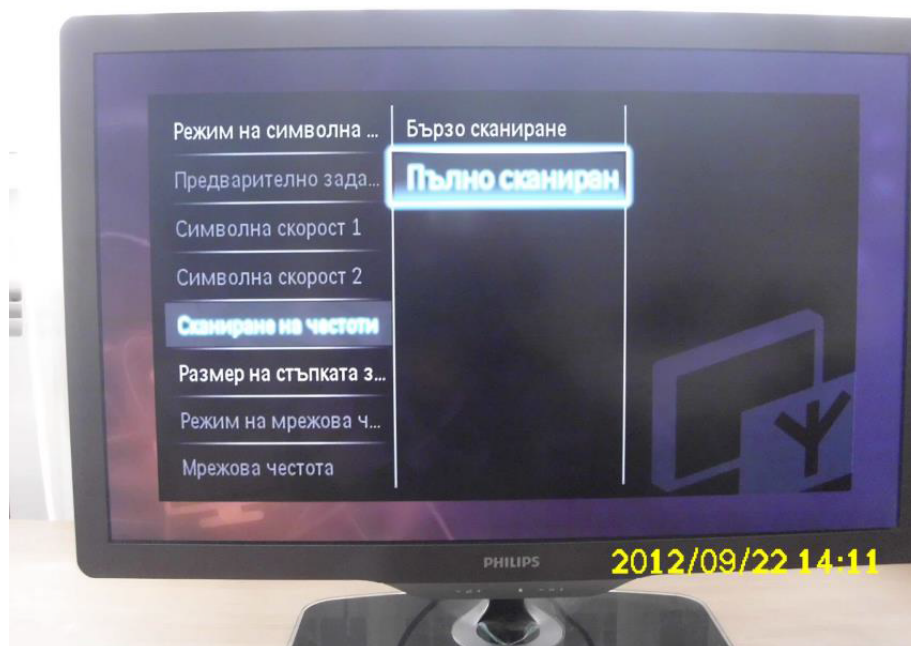 Режим на символна ...
Предварително зада...
Символна скорост 1
Символна скорост 2
Сканиране на честоти
Размер на стъпката з...
Режим на мрежова ч...
Мрежова честота
Бързо сканиране
Пълно сканиран
PHILIPS
2012/09/22 14:11